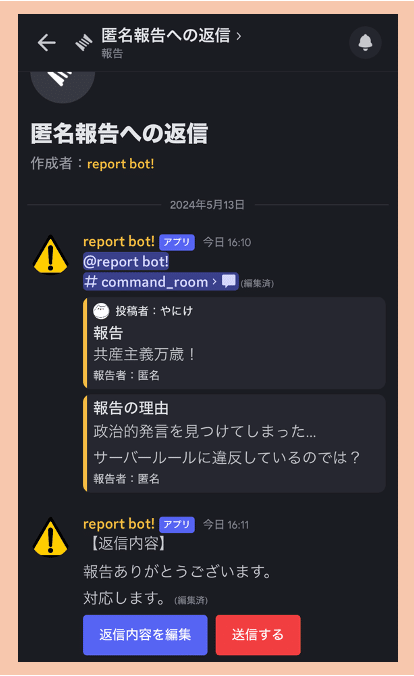 匿名報告への返信 ›
報告
匿名報告への返信
作成者：report bot!
2024年5月13日
report bot! アプリ 今日 16:10
@report bot!
# command_room ›  (編集済)
投稿者：やにけ
報告
共産主義万歳！
報告者：匿名
報告の理由
政治的発言を見つけてしまった...
サーバールールに違反しているのでは？
報告者：匿名
report bot! アプリ 今日 16:11
【返信内容】
報告ありがとうございます。
対応します。(編集済)
返信内容を編集 送信する